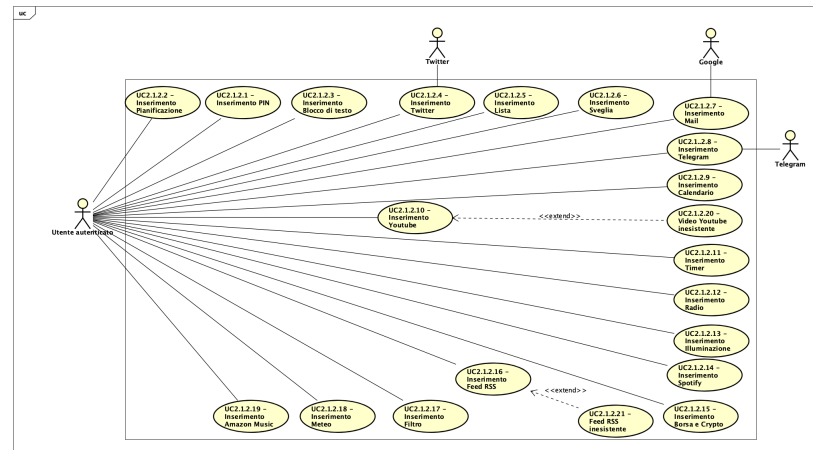 uc
Twitter
Google
UC2.1.2.2 –
Inserimento
Pianificazione
UC2.1.2.1 –
Inserimento PIN
UC2.1.2.3 –
Inserimento
Blocco di testo
UC2.1.2.4 –
Inserimento
Twitter
UC2.1.2.5 –
Inserimento
Lista
UC2.1.2.6 –
Inserimento
Sveglia
UC2.1.2.7 –
Inserimento
Mail
UC2.1..2.8 –
Inserimento
Telegram
Telegram
UC2.1.2.9 –
Inserimento
Calendario
Utente autenticato
UC2.1.2.10 –
Inserimento
Youtube
<<extend>>
UC2.1.2.20 –
Video Youtube
inesistente
UC2.1.2.11 –
Inserimento
Timer
UC2.1.2.12 –
Inserimento
Radio
UC2.1.2.13 –
Inserimento
Illuminazione
UC2.1.2.14 –
Inserimento
Spotify
UC2.1.2.16 –
Inserimento
Feed RSS
<<extend>>
UC2.1.2.19 –
Inserimento
Amazon Music
UC2.1.2.18 –
Inserimento
Meteo
UC2.1.2.17 –
Inserimento
Filtro
UC2.1.2.21 –
Feed RSS
inesistente
UC2.1.2.15 –
Inserimento
Borsa e Crypto